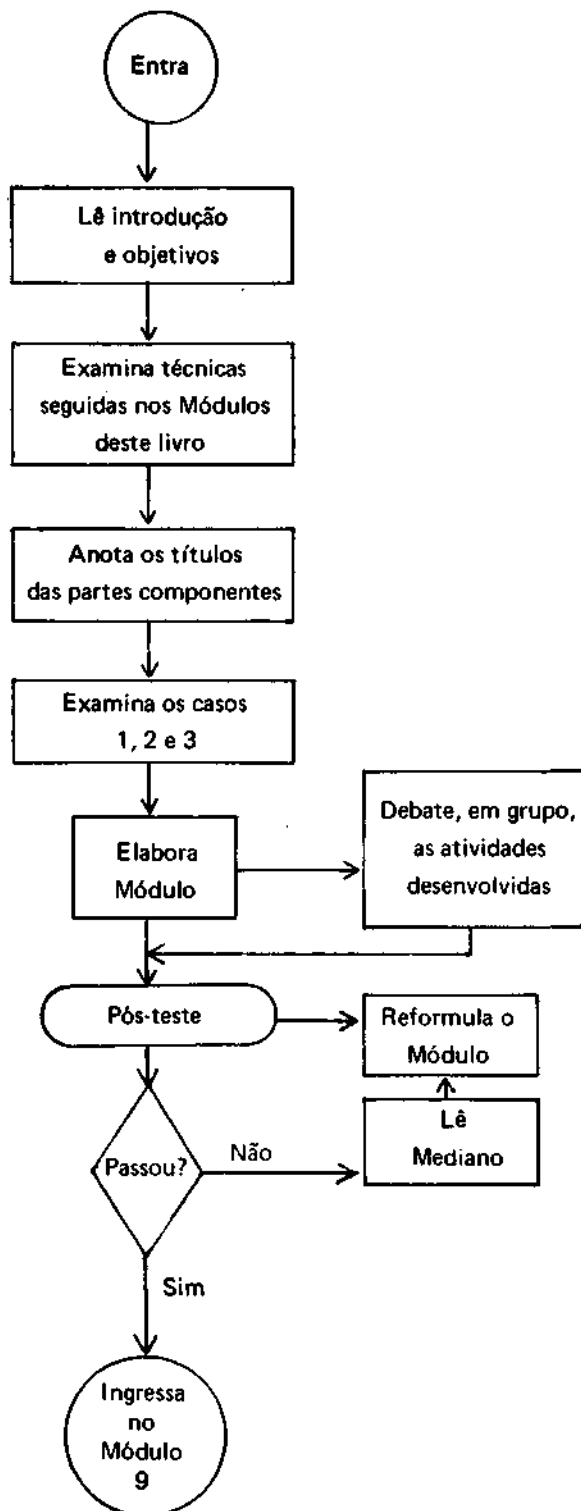 Entra
Lê introdução
e objetivos
Examina técnicas
seguidas nos Módulos
deste livro
Anota os títulos
das partes componentes
Examina os casos
1, 2 e 3
Elabora
Módulo
Debate, em grupo,
as atividades
desenvolvidas
Pós-teste
Reformula o
Módulo
Lê
Mediano
Passou?
Não
Sim
Ingressa
no
Módulo
9